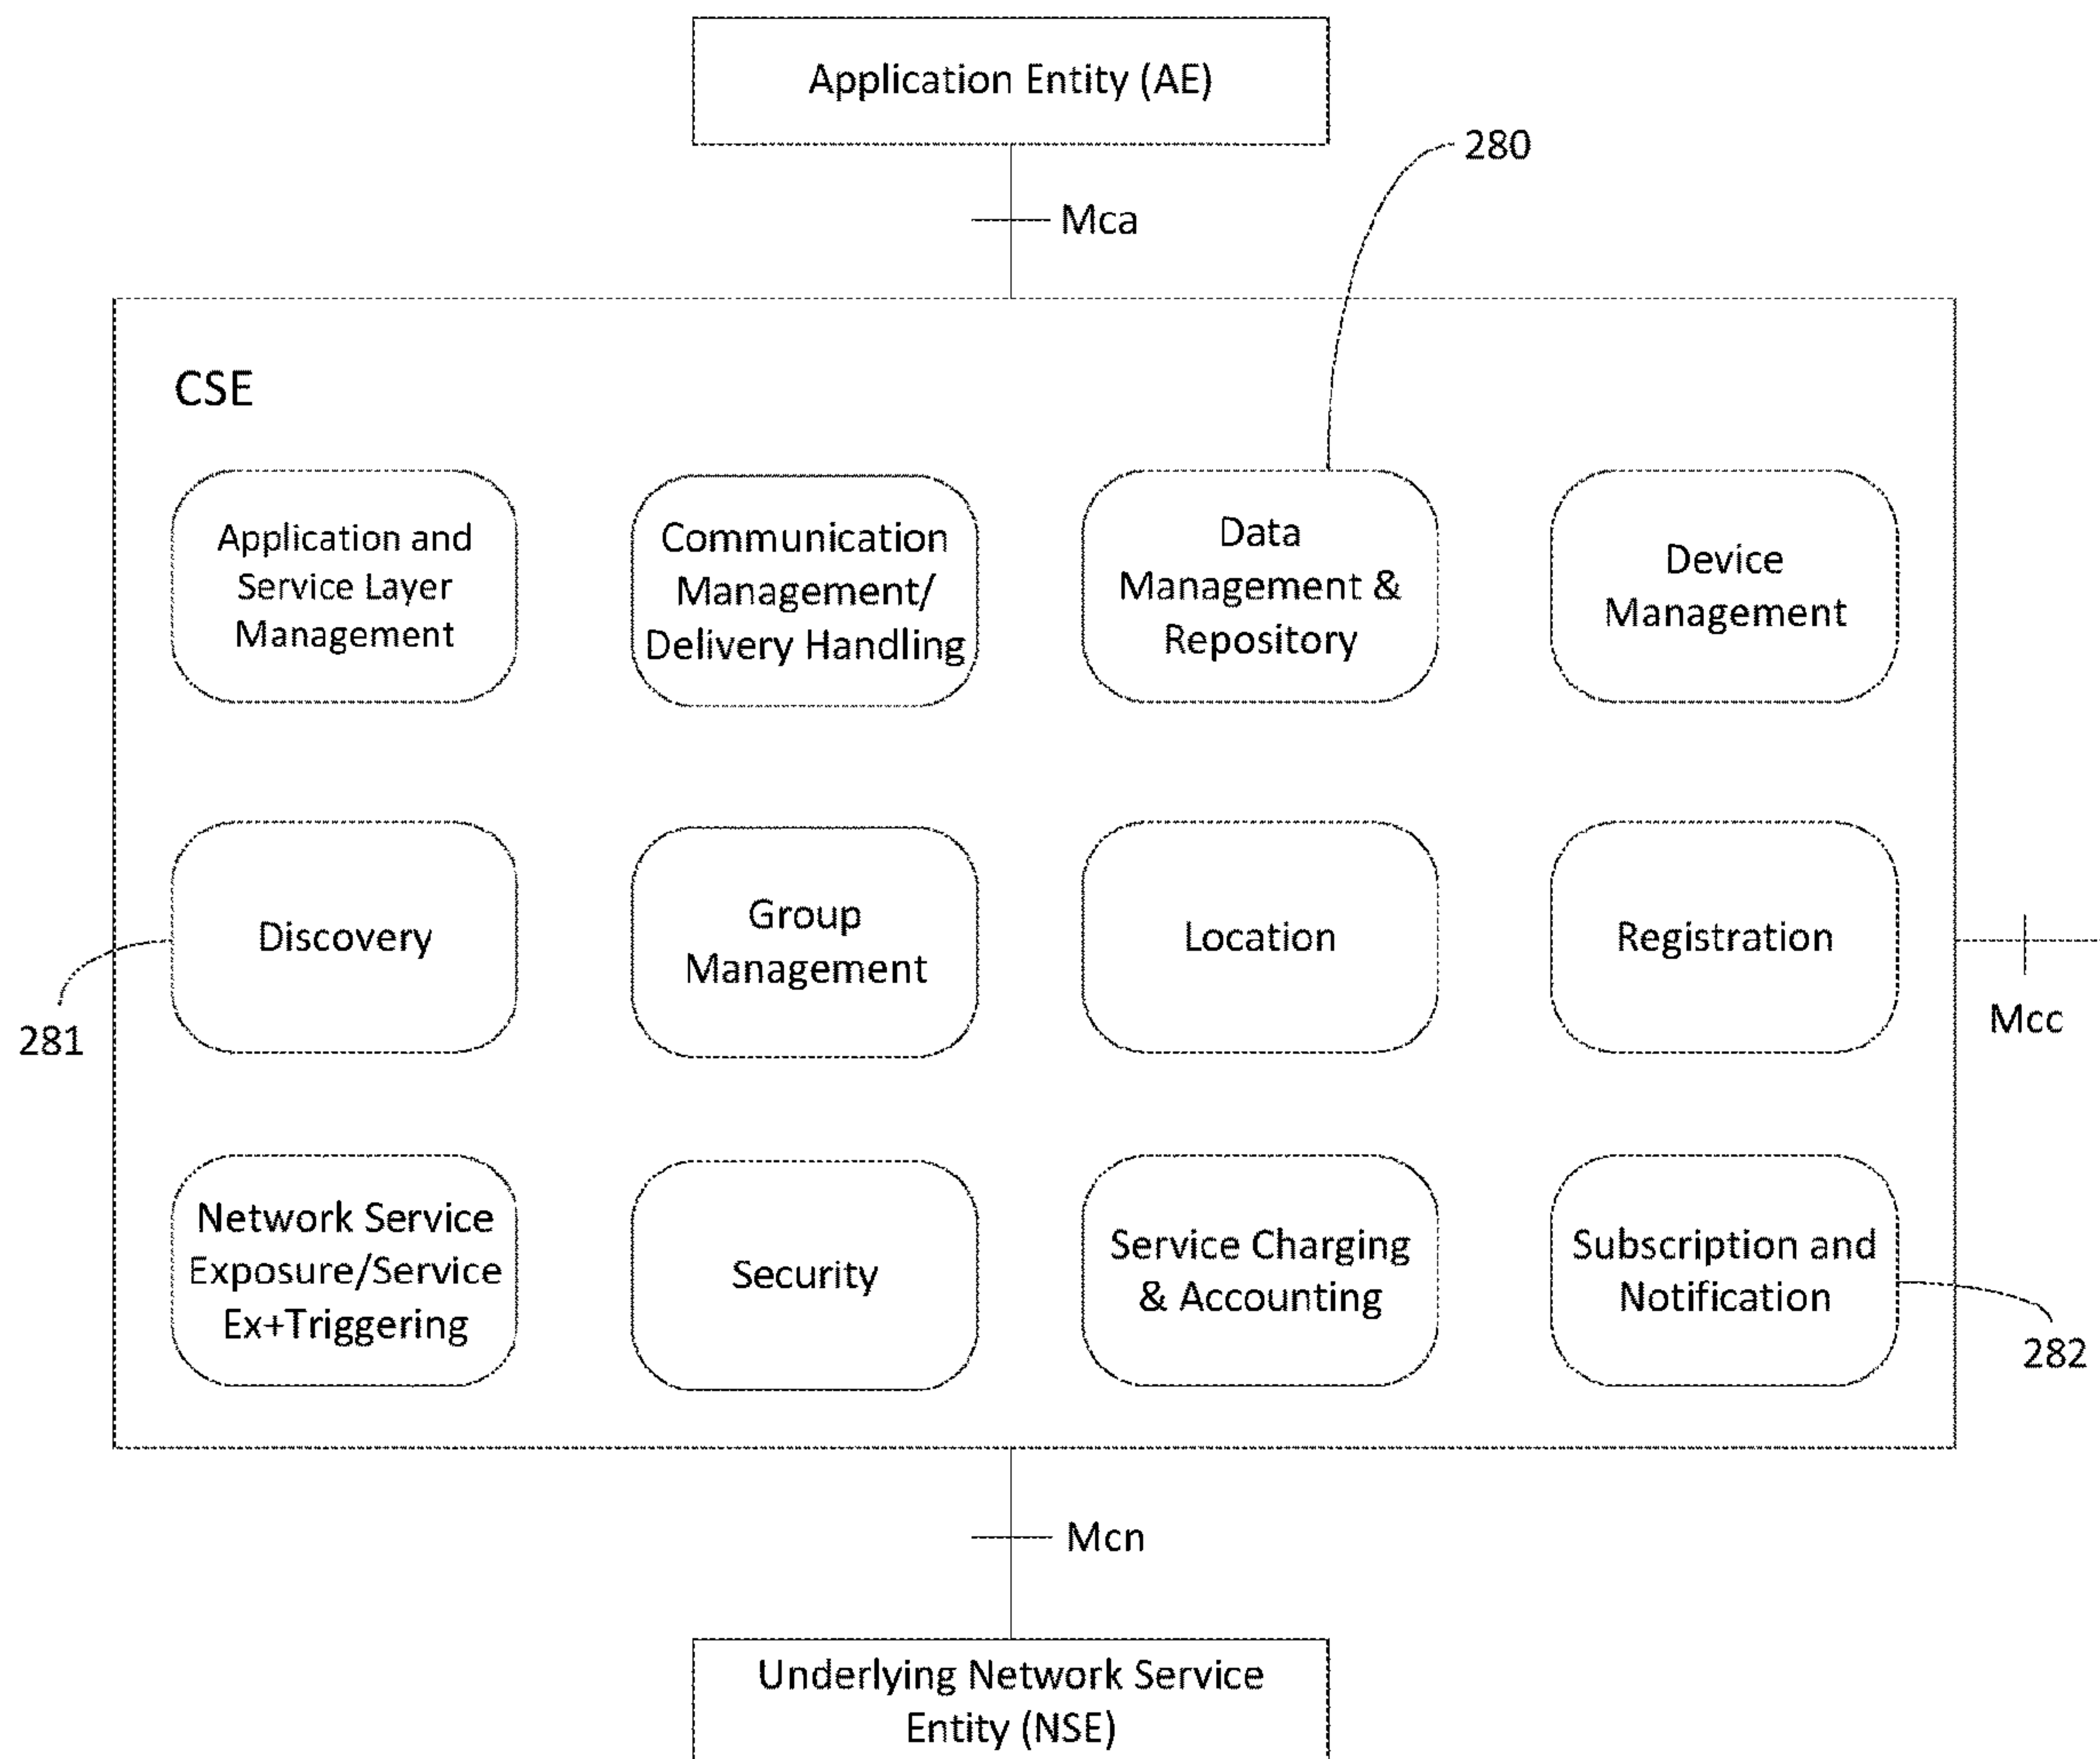 Application Entity (AE)
280
Mca
CSE
Application and
Service Layer
Management
Communication
Management/
Delivery Handling
Data
Management &
Repository
Device
Management
Discovery
Group
Management
Location
Registration
281
Mcc
Network Service
Exposure/Service
Ex+Triggering
Security
Service Charging
& Accounting
Subscription and
Notification
282
Mcn
Underlying Network Service
Entity (NSE)